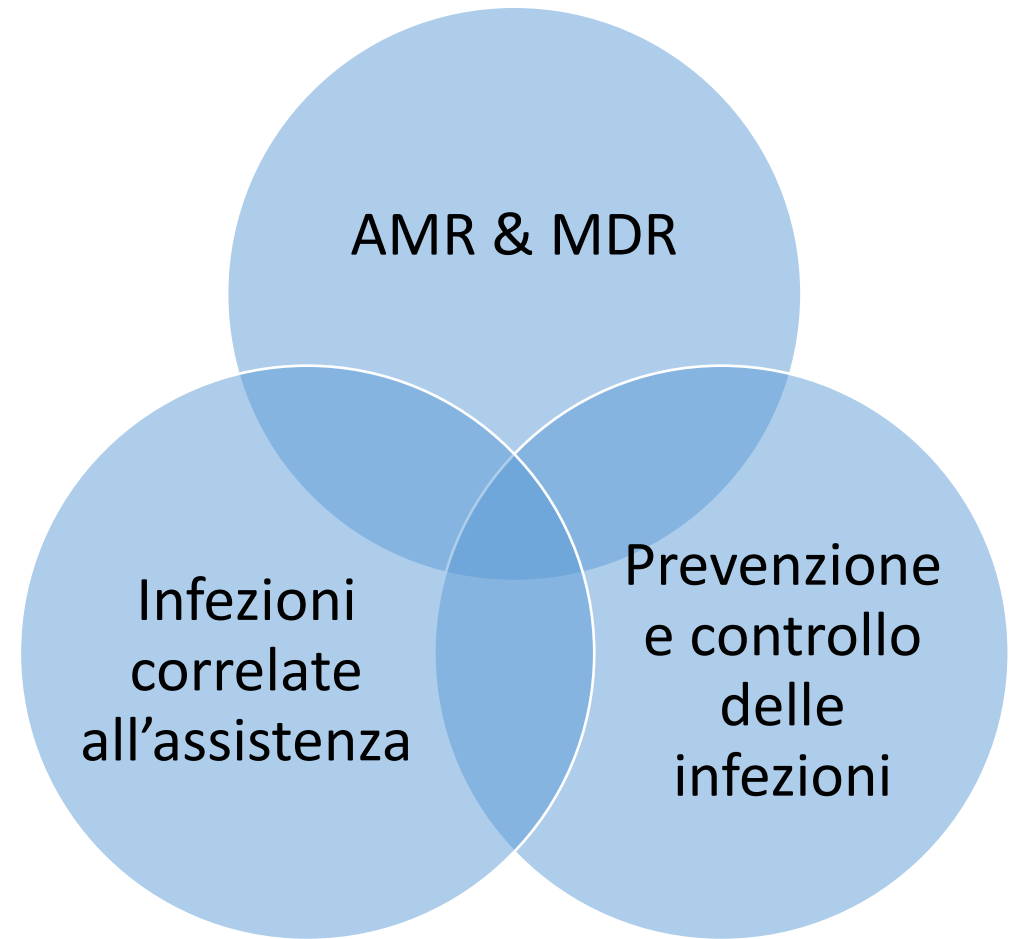 AMR & MDR
Infezioni
correlate
all’assistenza
Prevenzione
e controllo
delle
infezioni